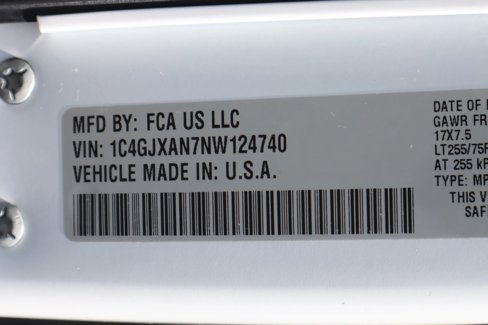 MFD BY: FCA US LLC
VIN: 1C4GJXAN7NW124740
VEHICLE MADE IN: U.S.A.
DATE OF
GAWR FR
17X7.5
LT255/75
AT 255 kP
TYPE: MP
THIS V
SAF